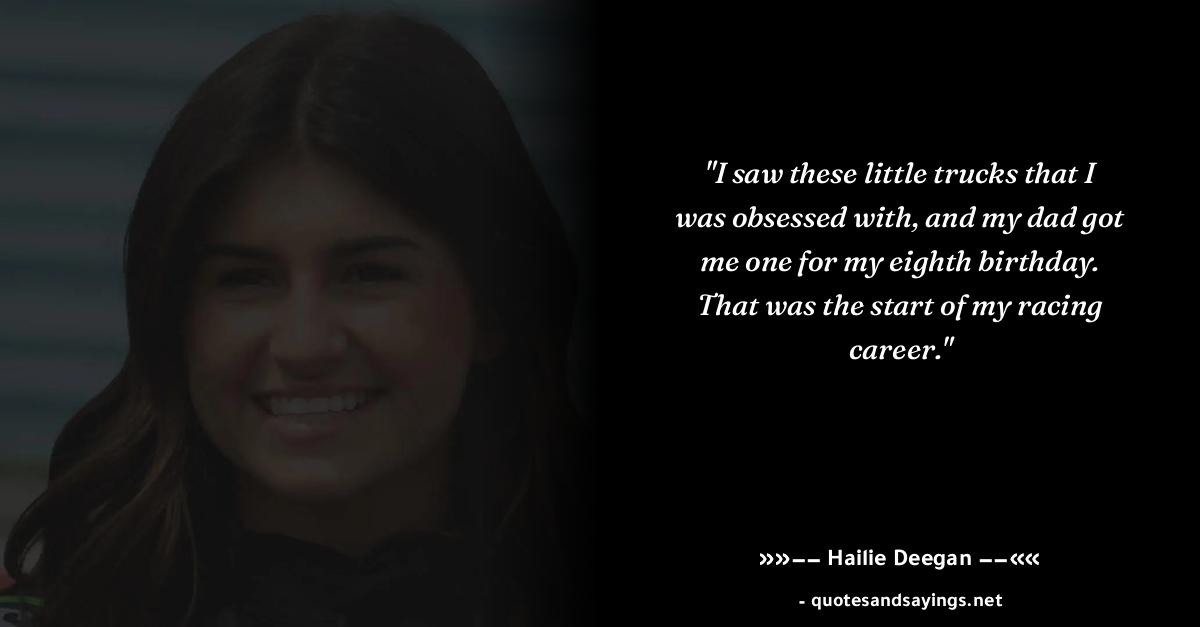 "I saw these little trucks that I
was obsessed with, and my dad got
me one for my eighth birthday.
That was the start of my racing
career."
»»−− Hailie Deegan −−««
- quotesandsayings.net